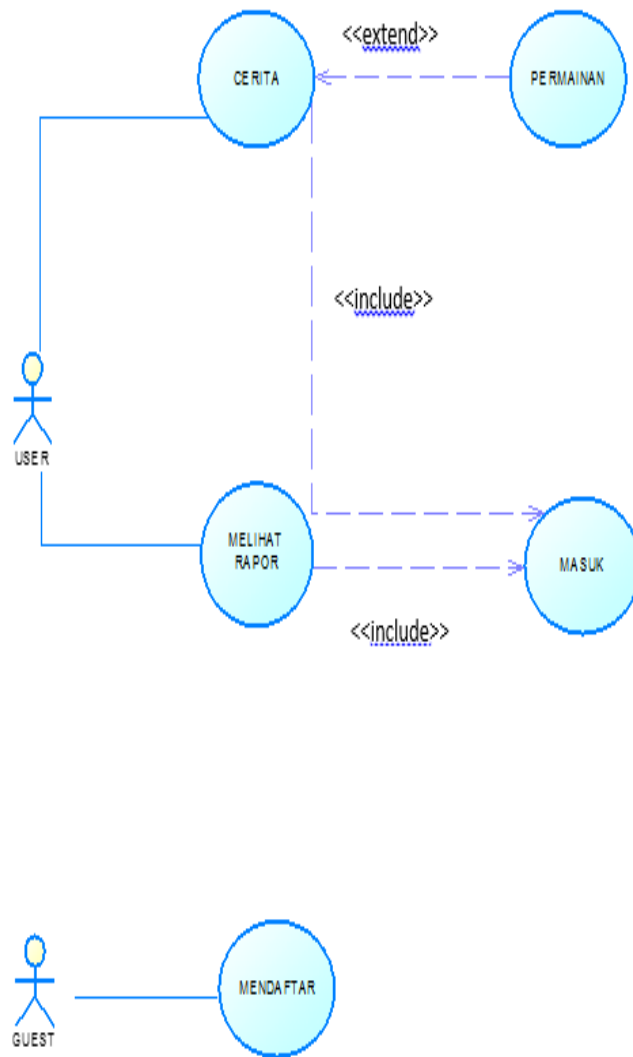 <<extend>>
CERITA
PERMAINAN
<<include>>
USER
MELIHAT
RAPOR
MASUK
<<include>>
MENDAFTAR
GUEST